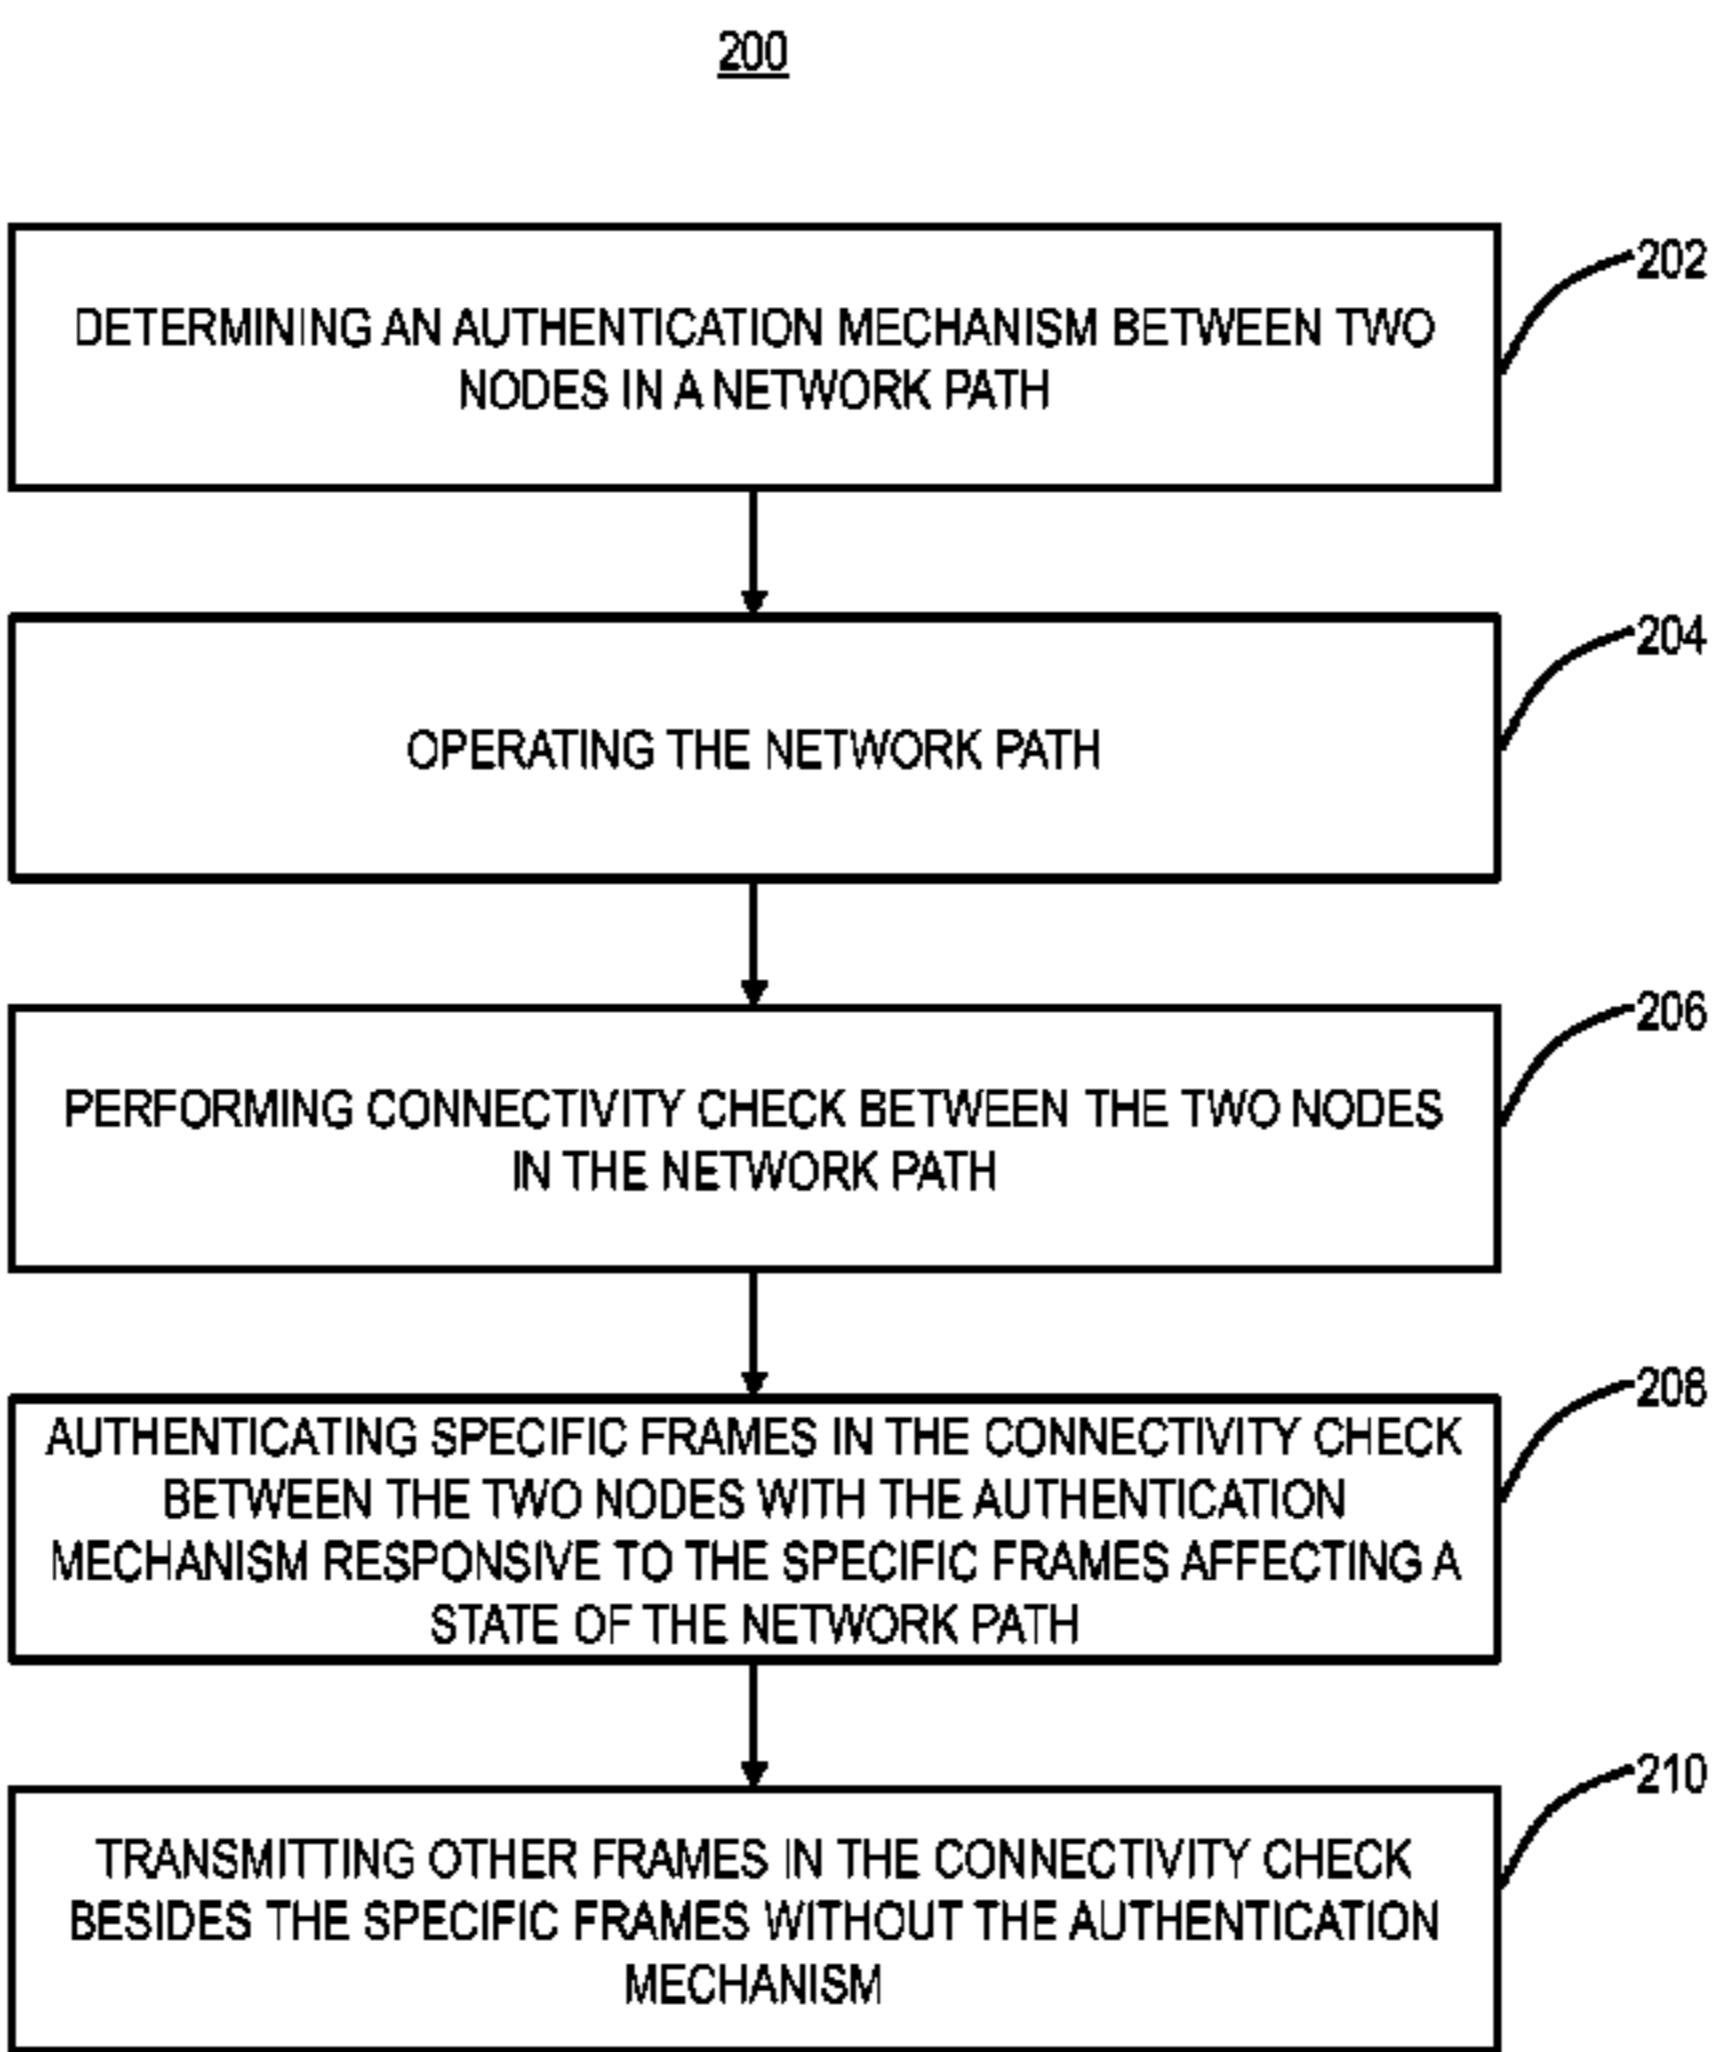 200
202
DETERMINING AN AUTHENTICATION MECHANISM BETWEEN TWO
NODES IN A NETWORK PATH
204
OPERATING THE NETWORK PATH
206
PERFORMING CONNECTIVITY CHECK BETWEEN THE TWO NODES
IN THE NETWORK PATH
208
AUTHENTICATING SPECIFIC FRAMES IN THE CONNECTIVITY CHECK
BETWEEN THE TWO NODES WITH THE AUTHENTICATION
MECHANISM RESPONSIVE TO THE SPECIFIC FRAMES AFFECTING A
STATE OF THE NETWORK PATH
210
TRANSMITTING OTHER FRAMES IN THE CONNECTIVITY CHECK
BESIDES THE SPECIFIC FRAMES WITHOUT THE AUTHENTICATION
MECHANISM